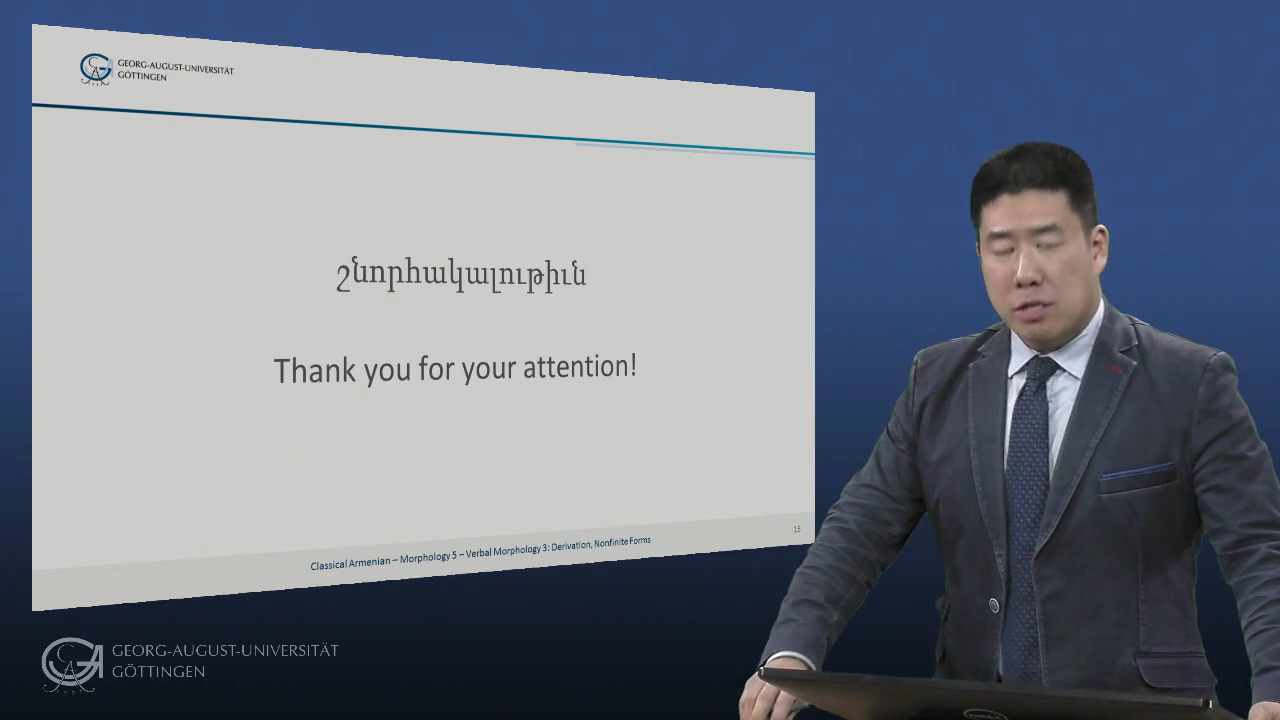 GEORG-AUGUST-UNIVERSITÄT
GÖTTINGEN
շնորհակալութիւն
Thank you for your attention!
15
Classical Armenian – Morphology 5 – Verbal Morphology 3: Derivation, Nonfinite Forms
GEORG-AUGUST-UNIVERSITÄT
GÖTTINGEN